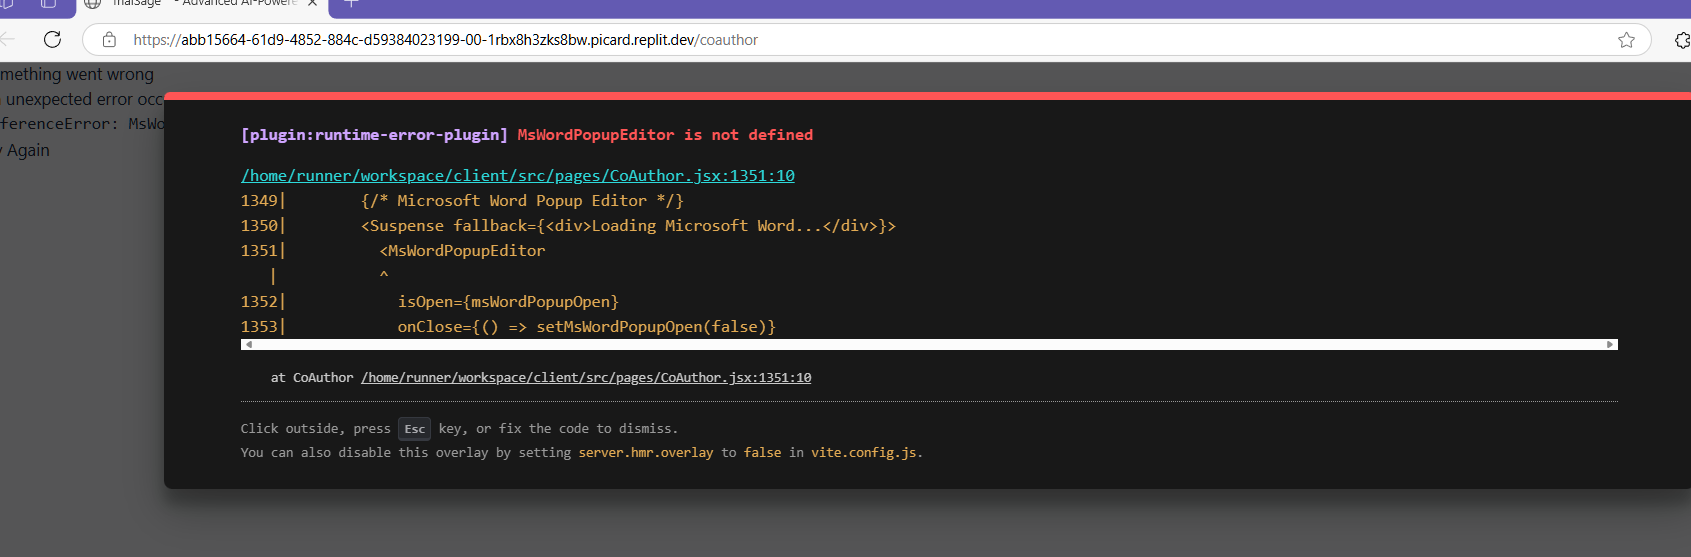 - Advanced AI-Powere
https://abb15664-61d9-4852-884c-d59384023199-00-1rbx8h3zks8bw.picard.replit.dev/coauthor
mething went wrong
unexpected error occ
ferenceError: MsWo
Again
[plugin:runtime-error-plugin] MsWordPopupEditor is not defined
/home/runner/workspace/client/src/pages/CoAuthor.jsx:1351:10
1349| {/* Microsoft Word Popup Editor */}
1350| <Suspense fallback={<div>Loading Microsoft Word...</div>}>
1351| <MsWordPopupEditor
| ^
1352| isOpen={msWordPopupOpen}
1353| onClose={() => setMsWordPopupOpen(false)}
at CoAuthor /home/runner/workspace/client/src/pages/CoAuthor.jsx:1351:10
Click outside, press Esc key, or fix the code to dismiss.
You can also disable this overlay by setting server.hmr.overlay to false in vite.config.js.